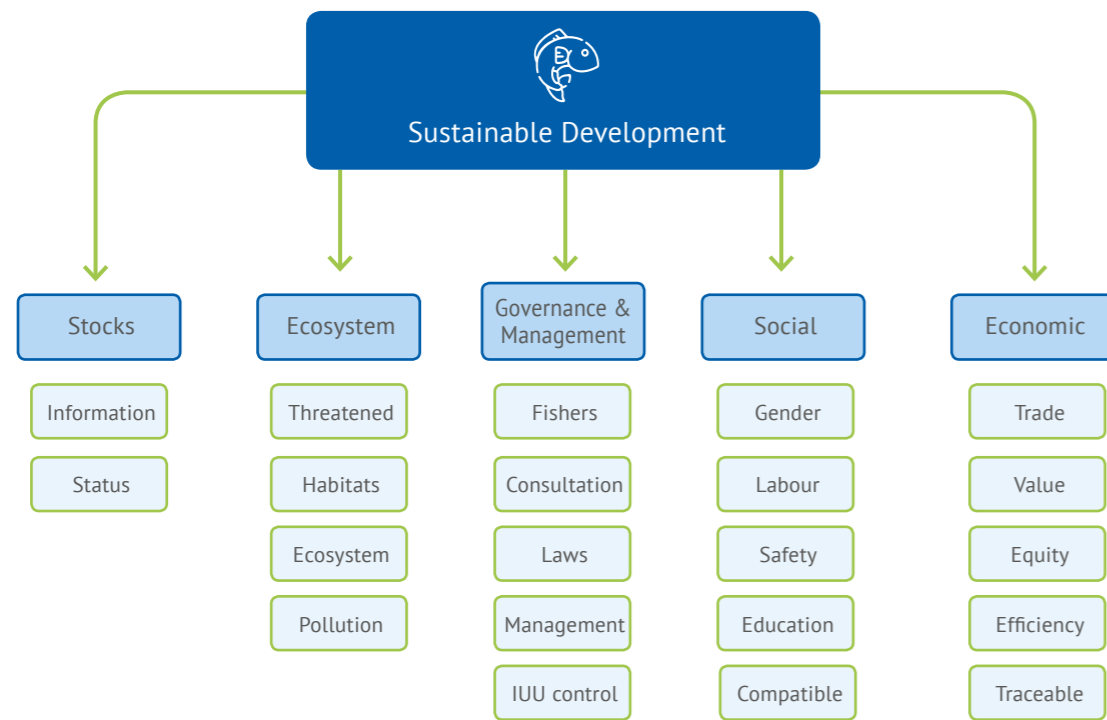 Sustainable Development
Stocks
Ecosystem
Governance &
Management
Social
Economic
Information
Threatened
Fishers
Gender
Trade
Status
Habitats
Consultation
Labour
Value
Ecosystem
Laws
Safety
Equity
Pollution
Management
Education
Efficiency
IUU control
Compatible
Traceable